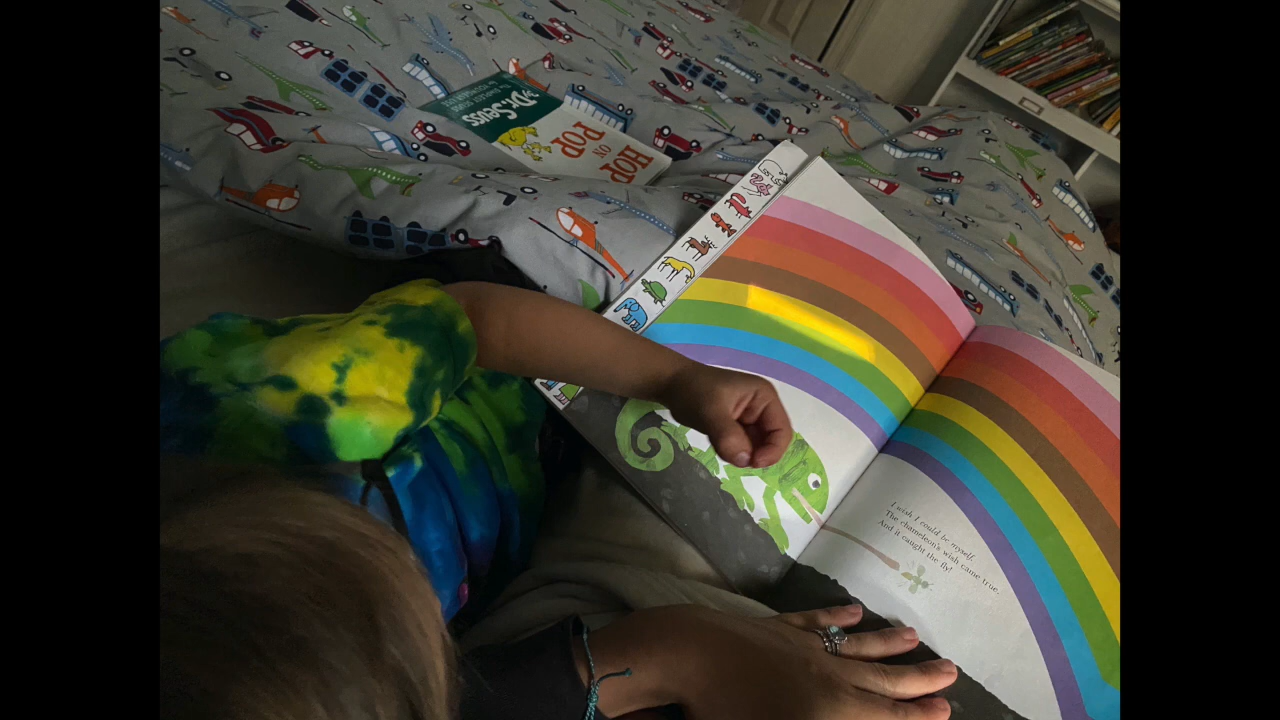 Dr. Seuss
HOP
ON
POP
I wish I could be myself.
The chameleon's wish came true.
And it caught the fly!